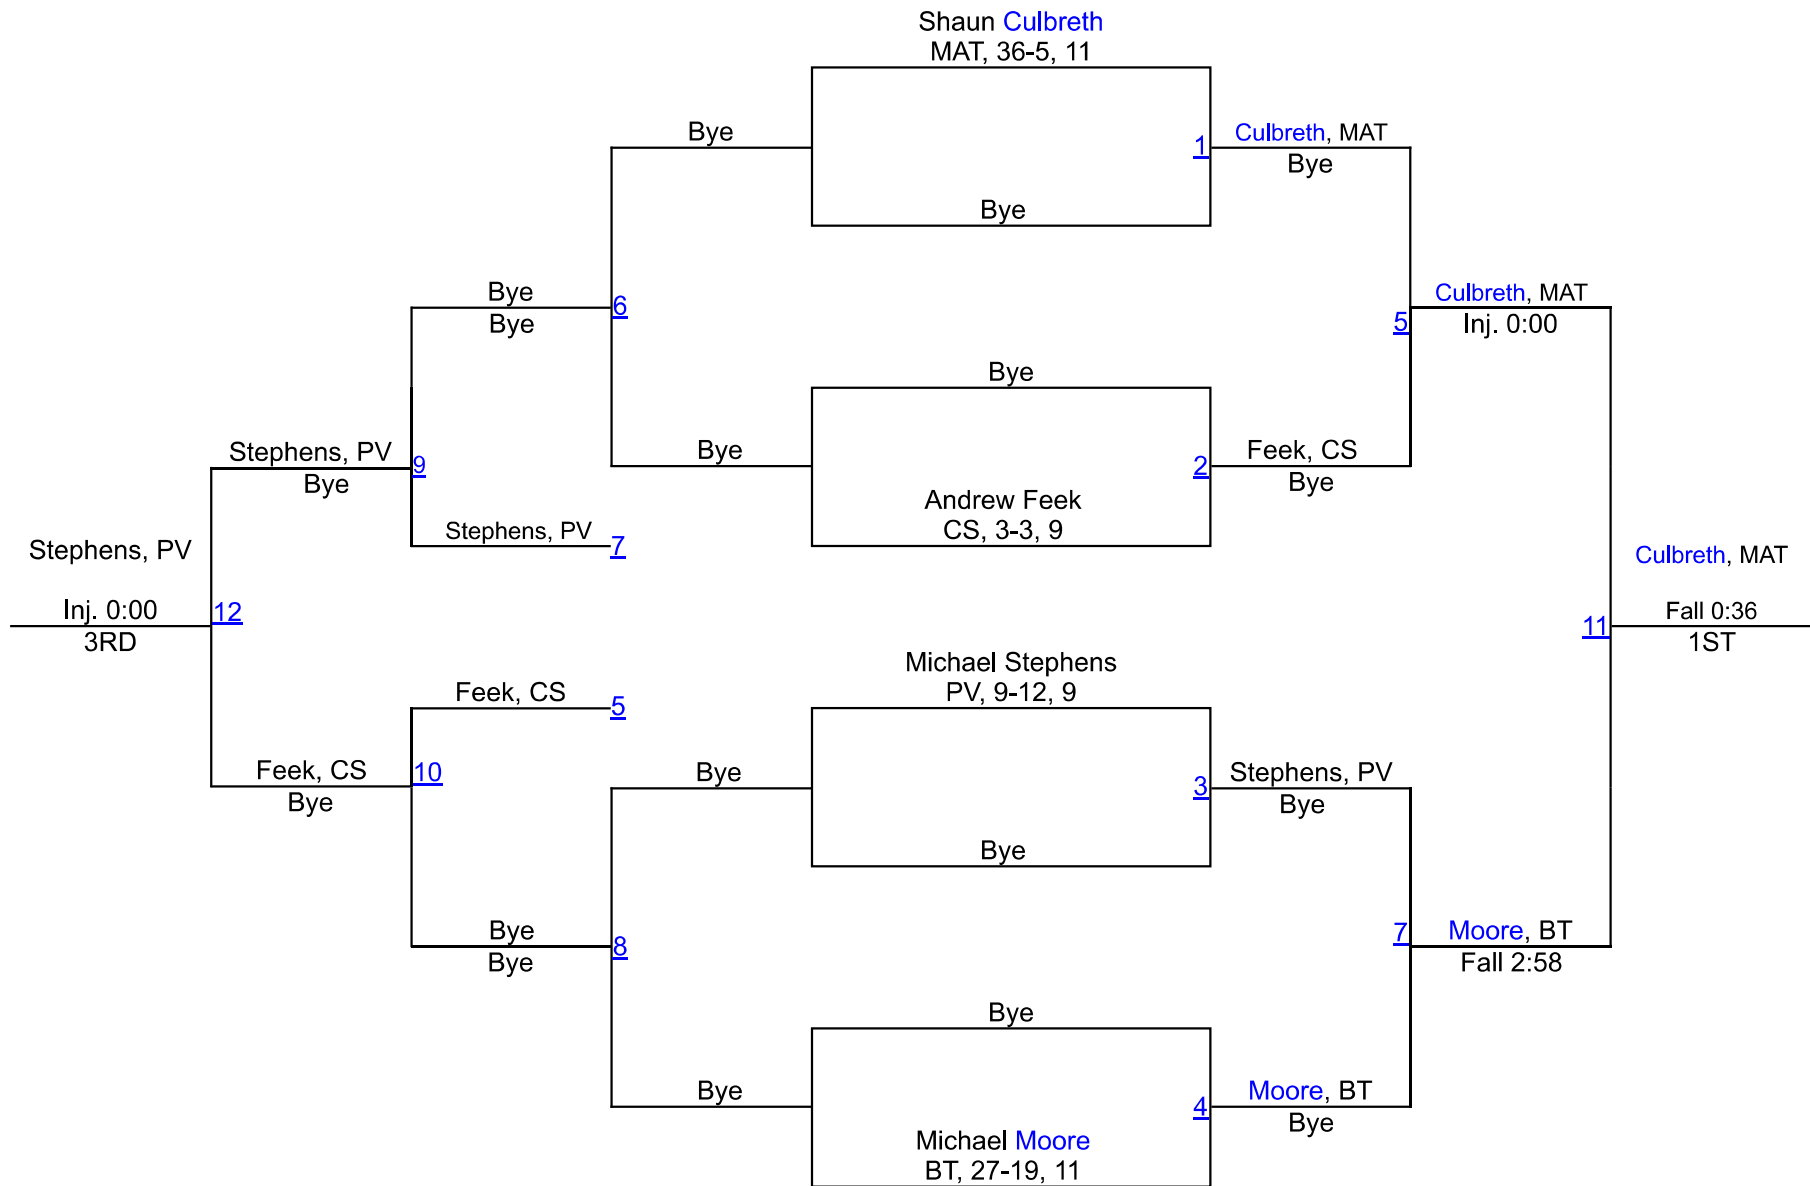 Shaun Culbreth
MAT, 36-5, 11
Bye
1
Culbreth, MAT
Bye
Bye
Bye
Bye
6
Culbreth, MAT
5
Inj. 0:00
Bye
Stephens, PV
9
Bye
Bye
2
Feek, CS
Bye
Andrew Feek
CS, 3-3, 9
Stephens, PV
7
Stephens, PV
Culbreth, MAT
Inj. 0:00
12
3RD
11
Fall 0:36
1ST
Michael Stephens
PV, 9-12, 9
Feek, CS
5
Feek, CS
10
Bye
Bye
3
Stephens, PV
Bye
Bye
Bye
8
Bye
7
Moore, BT
Fall 2:58
Bye
Bye
4
Moore, BT
Bye
Michael Moore
BT, 27-19, 11